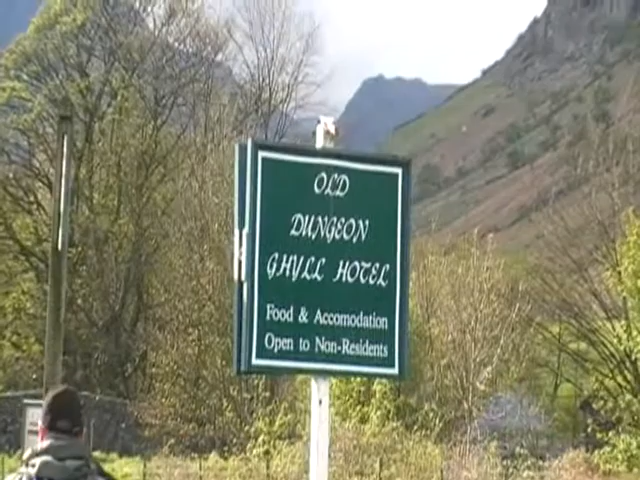 OLD
DUNGEON
GHYLL HOTEL
Food & Accomodation
Open to Non-Residents